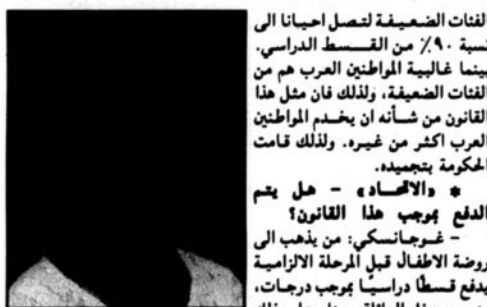 الفئات الضعيفة لتصل احيانا الى
نسبة ٩٠٪ من القسط الدراسي.
بينما غالبية المواطنين العرب هم من
الفئات الضعيفة، ولذلك فان مثل هذا
القانون من شأنه ان يخدم المواطنين
العرب اكثر من غيره. ولذلك قامت
الحكومة بتجميده.
* «الاتحاد» - هل يتم
الدفع بموجب هذا القانون؟
- غوجانسكي: من يذهب الى
روضة الاطفال قبل المرحلة الالزامية
يدفع قسطًا دراسيًا بموجب درجات،